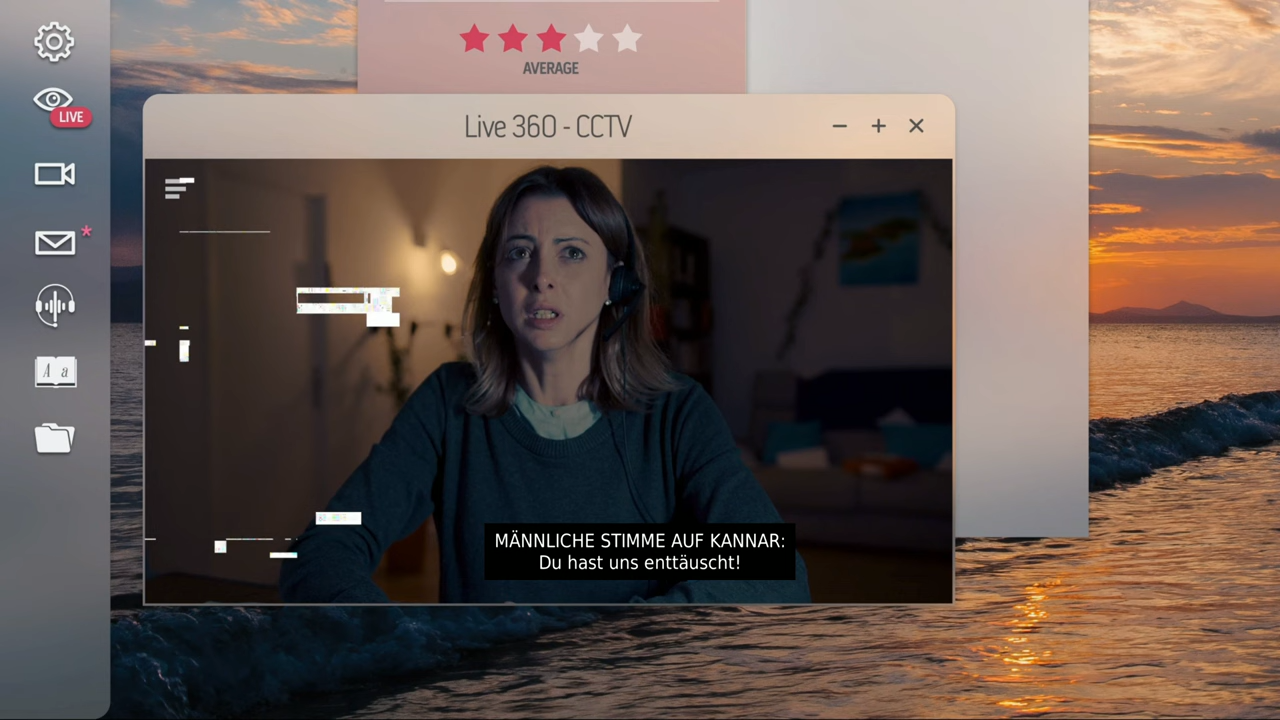 AVERAGE
LIVE
Live 360 - CCTV
A a
MÄNNLICHE STIMME AUF KANNAR:
Du hast uns enttäuscht!